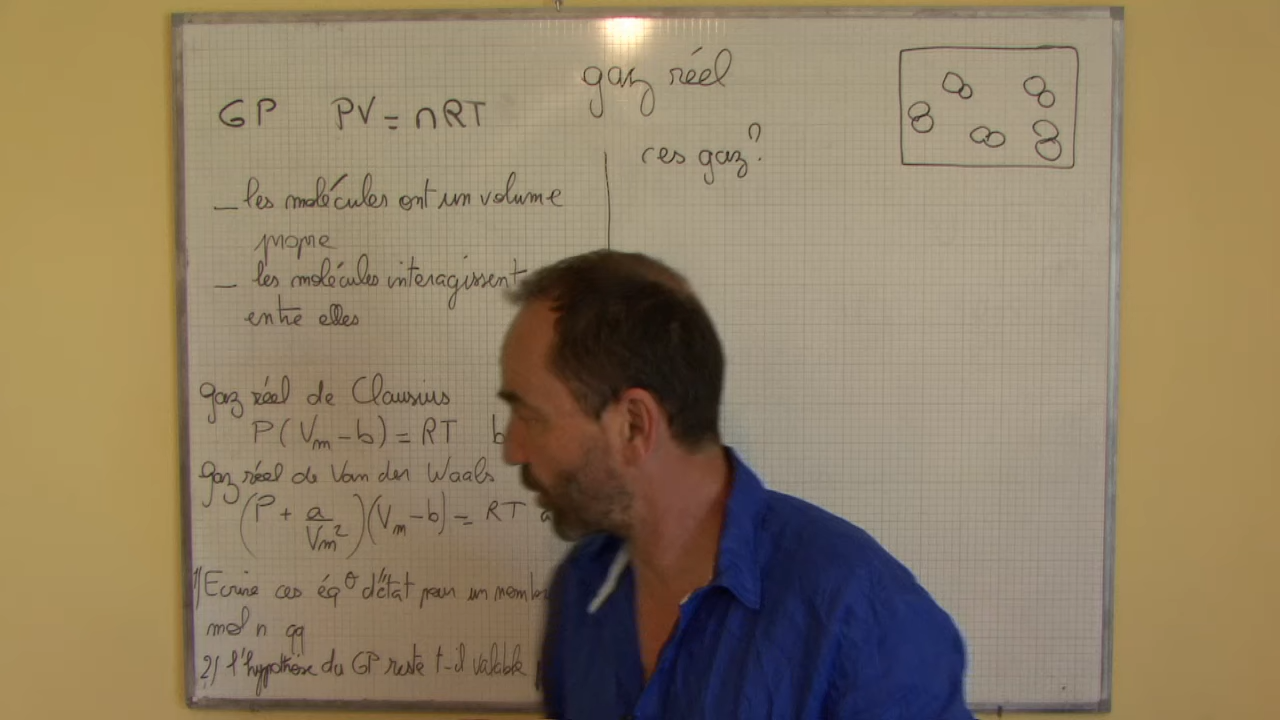 gaz réel
GP PV = nRT
ces gaz?
_ les molécules ont un volume
propre
_ les molécules interagissent
entre elles
gaz réel de Clausius
P(Vm - b) = RT b
gaz réel de Van der Waals
(P + a/Vm²)(Vm - b) = RT a
1) Ecrire ces éq° d'état pour un nombre
mol n qq
2) l'hypothèse du GP reste t-il valable